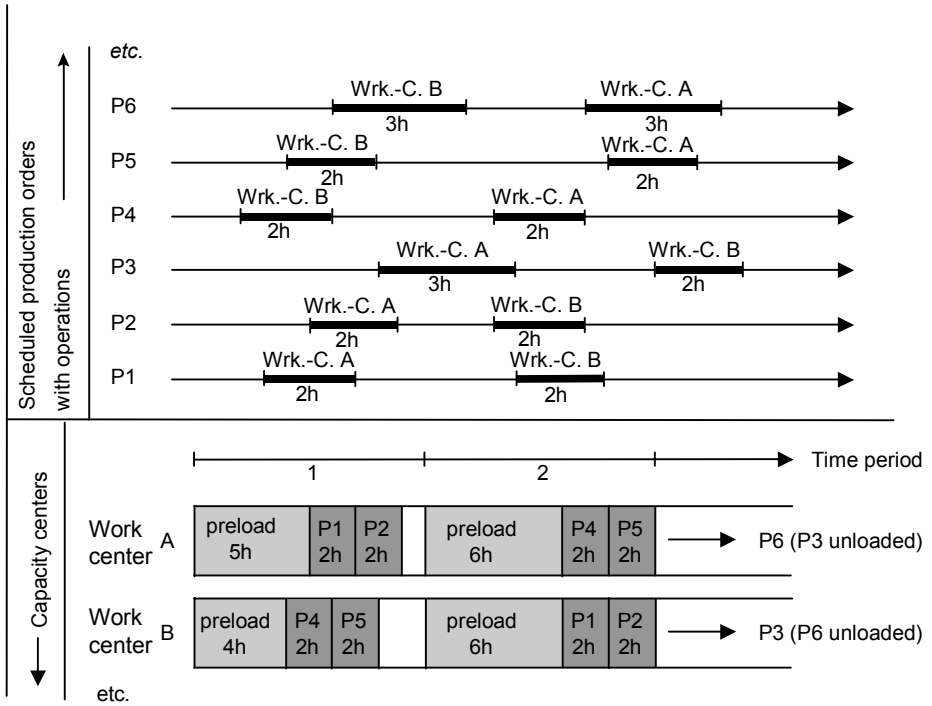 etc.
P6
Wrk.-C. B
3h
Wrk.-C. A
3h
P5
Wrk.-C. B
2h
Wrk.-C. A
2h
P4
Wrk.-C. B
2h
Wrk.-C. A
2h
P3
Wrk.-C. A
3h
Wrk.-C. B
2h
P2
Wrk.-C. A
2h
Wrk.-C. B
2h
P1
Wrk.-C. A
2h
Wrk.-C. B
2h
Scheduled production orders
with operations
Capacity centers
1
2
Time period
Work
center A
preload
5h
P1
2h
P2
2h
preload
6h
P4
2h
P5
2h
P6 (P3 unloaded)
Work
center B
preload
4h
P4
2h
P5
2h
preload
6h
P1
2h
P2
2h
P3 (P6 unloaded)
etc.